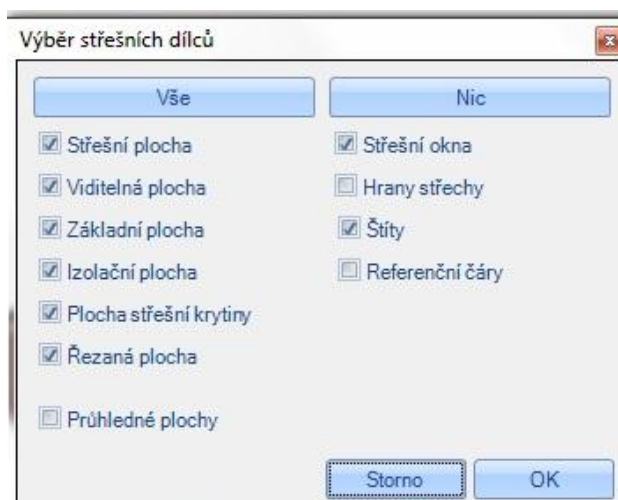 Výběr střešních dílců
Vše
Nic
Střešní plocha
Střešní okna
Viditelná plocha
Hrany střechy
Základní plocha
Štíty
Izolační plocha
Referenční čáry
Plocha střešní krytiny
Řezaná plocha
Průhledné plochy
Storno
OK